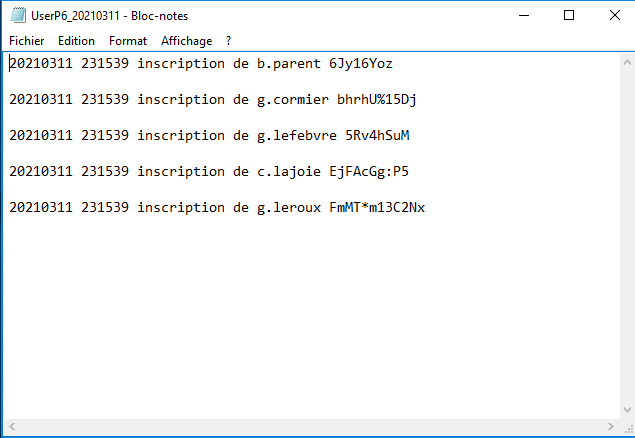 UserP6_20210311 - Bloc-notes
Fichier Edition Format Affichage ?
20210311 231539 inscription de b.parent 6Jy16Yoz
20210311 231539 inscription de g.cormier bhrhU%15Dj
20210311 231539 inscription de g.lefebvre 5Rv4hSuM
20210311 231539 inscription de c.lajoie EjFAcGg:P5
20210311 231539 inscription de g.leroux FmMT*m13C2Nx